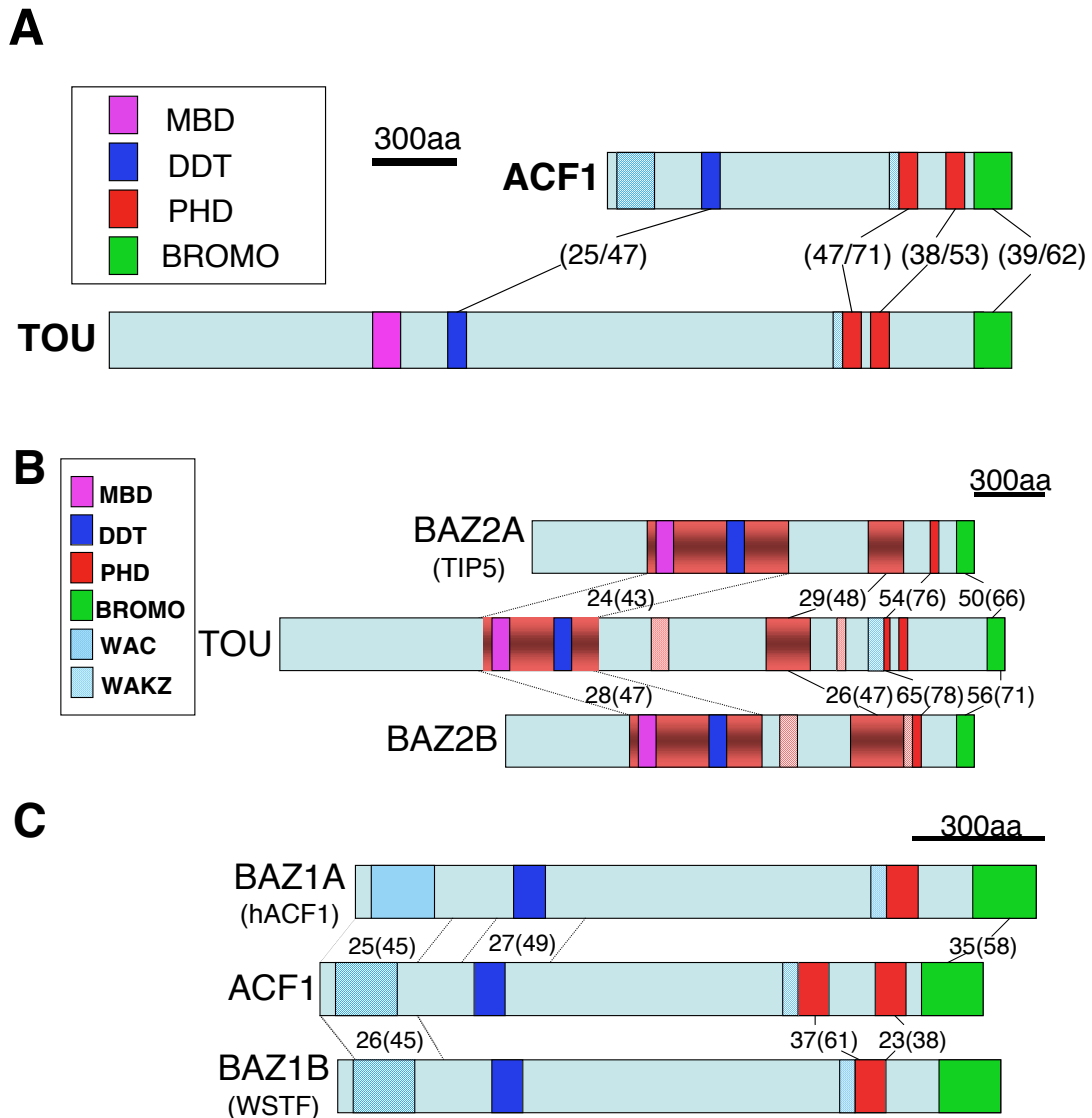 A
MBD
DDT
PHD
BROMO
300aa
ACF1
(25/47) (47/71) (38/53) (39/62)
TOU
B
MBD
DDT
PHD
BROMO
WAC
WAKZ
300aa
BAZ2A
(TIP5)
24(43) 29(48) 54(76) 50(66)
TOU
28(47) 26(47) 65(78) 56(71)
BAZ2B
C
300aa
BAZ1A
(hACF1)
25(45) 27(49) 35(58)
ACF1
26(45) 37(61) 23(38)
BAZ1B
(WSTF)